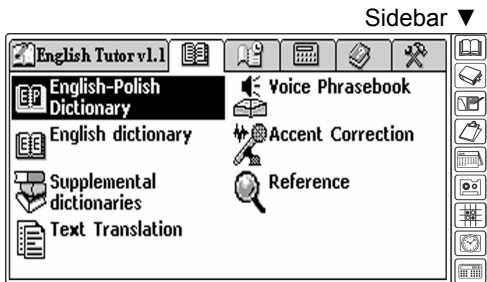 Sidebar ▼
English Tutor v1.1
English-Polish
Dictionary
Voice Phrasebook
English dictionary
Accent Correction
Supplemental
dictionaries
Reference
Text Translation